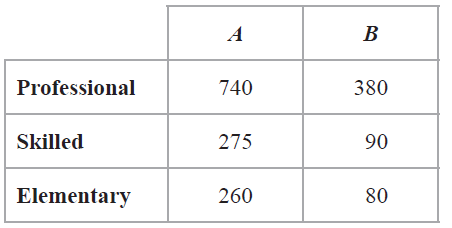 A B
Professional 740 380
Skilled 275 90
Elementary 260 80